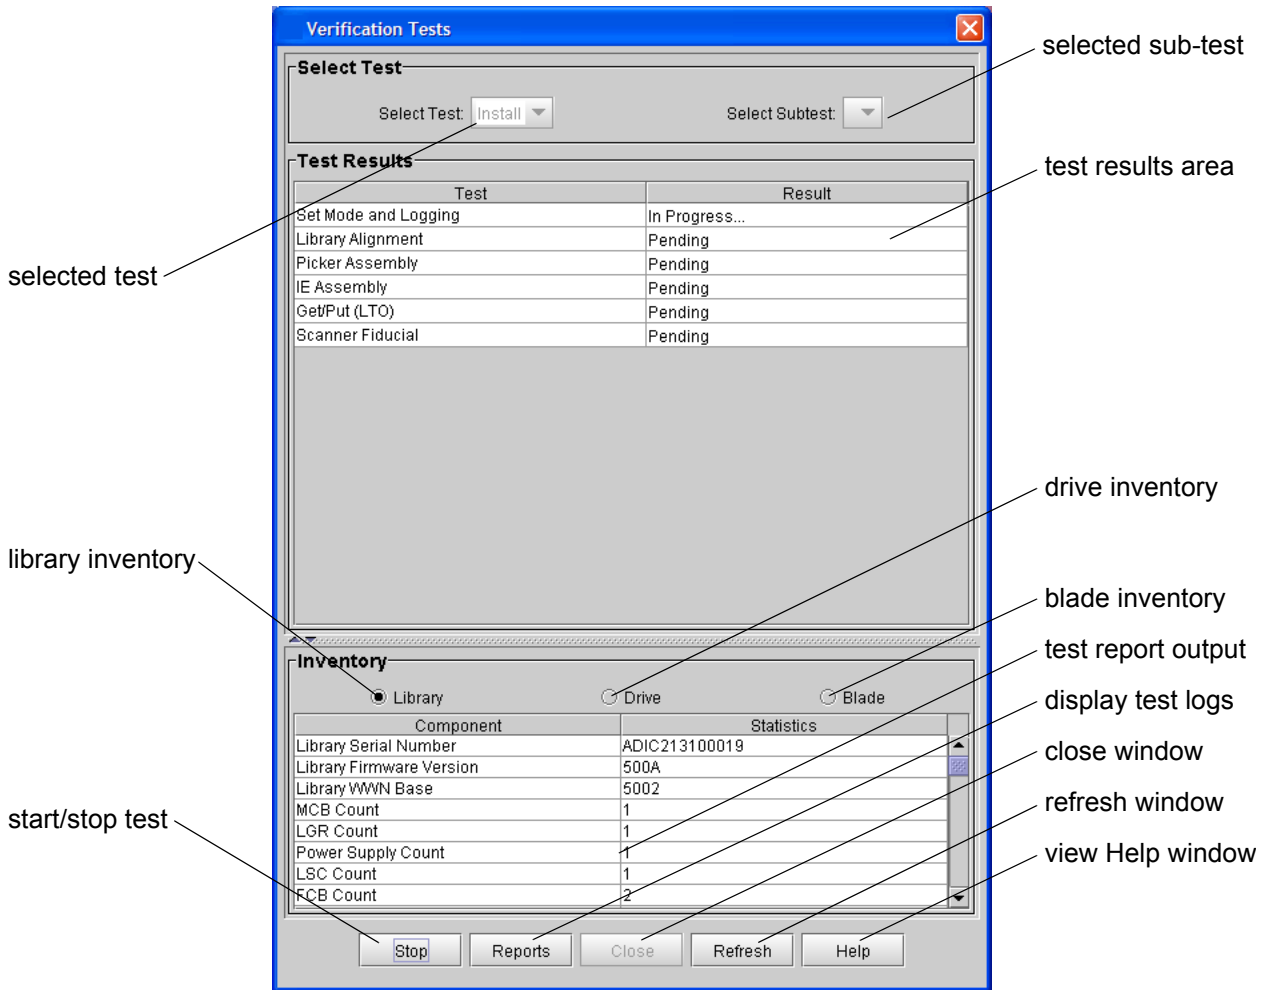 Verification Tests
selected sub-test
Select Test
Select Test: Install
Select Subtest:
Test Results
test results area
Test Result
Set Mode and Logging In Progress...
Library Alignment Pending
Picker Assembly Pending
selected test
IE Assembly Pending
Get/Put (LTO) Pending
Scanner Fiducial Pending
drive inventory
library inventory
blade inventory
Inventory
test report output
Library Drive Blade
display test logs
Component Statistics
Library Serial Number ADIC213100019
close window
Library Firmware Version 500A
Library WWN Base 5002
refresh window
MCB Count 1
start/stop test
LGR Count 1
Power Supply Count 1
view Help window
LSC Count 1
FCB Count 2
Stop Reports Close Refresh Help